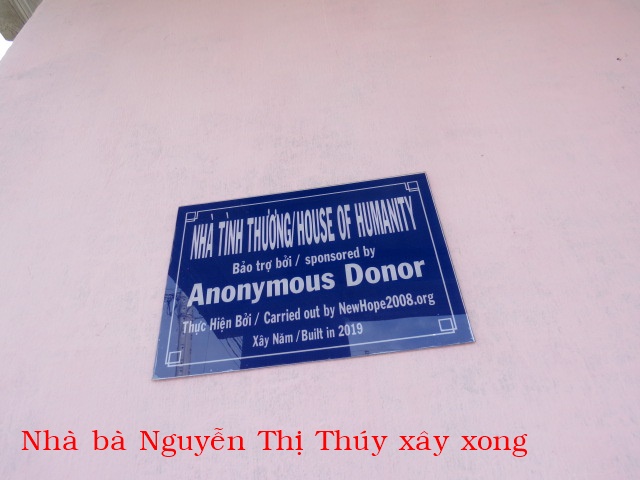 NHÀ TÌNH THƯƠNG/HOUSE OF HUMANITY
Bảo trợ bởi / sponsored by
Anonymous Donor
Thực Hiện Bởi / Carried out by NewHope2008.org
Xây Năm /Built in 2019
Nhà bà Nguyễn Thị Thúy xây xong